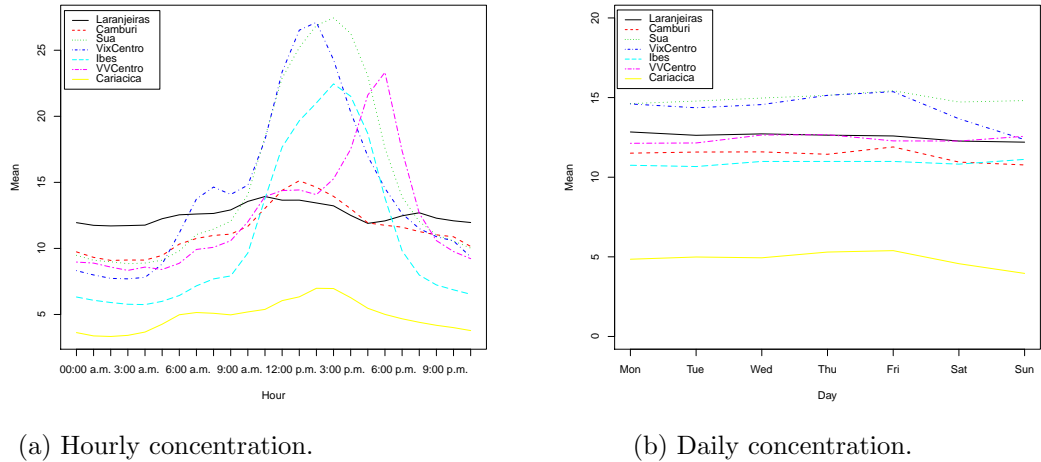 Laranjeiras
Camburi
Sua
VixCentro
Ibes
VVCentro
Cariacica
Mean
25
20
15
10
5
00:00 a.m. 3:00 a.m. 6:00 a.m. 9:00 a.m. 12:00 p.m. 3:00 p.m. 6:00 p.m. 9:00 p.m.
Hour
(a) Hourly concentration.
Laranjeiras
Camburi
Sua
VixCentro
Ibes
VVCentro
Cariacica
Mean
20
15
10
5
0
Mon Tue Wed Thu Fri Sat Sun
Day
(b) Daily concentration.